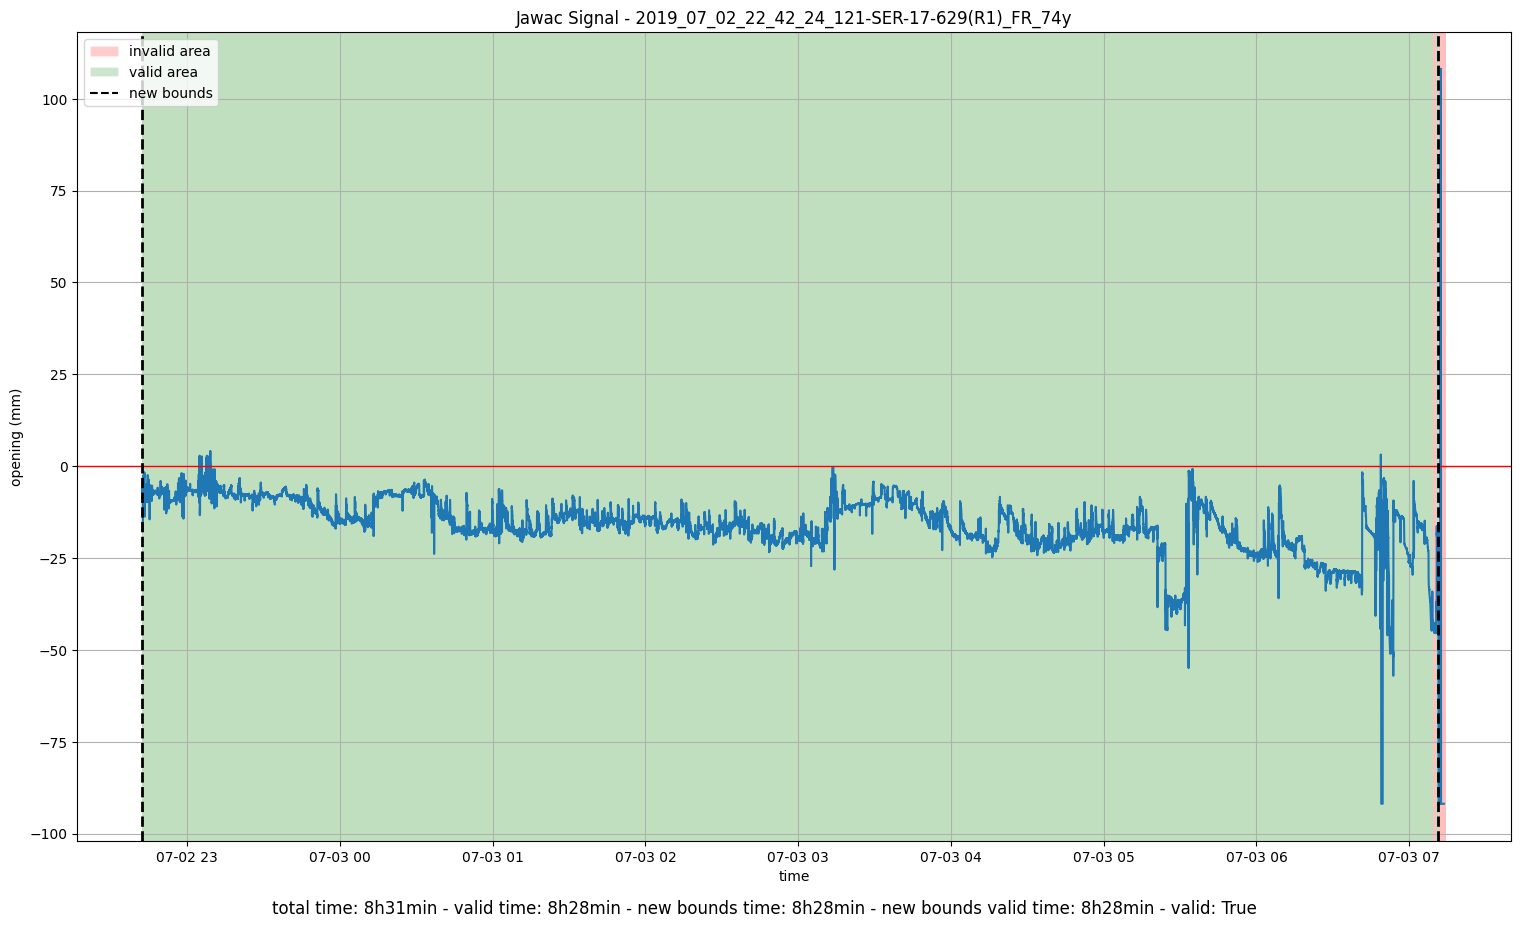 Jawac Signal - 2019_07_02_22_42_24_121-SER-17-629(R1)_FR_74y
invalid area
valid area
new bounds
100
75
50
25
0
−25
−50
−75
−100
opening (mm)
07-02 23
07-03 00
07-03 01
07-03 02
07-03 03
07-03 04
07-03 05
07-03 06
07-03 07
time
total time: 8h31min - valid time: 8h28min - new bounds time: 8h28min - new bounds valid time: 8h28min - valid: True